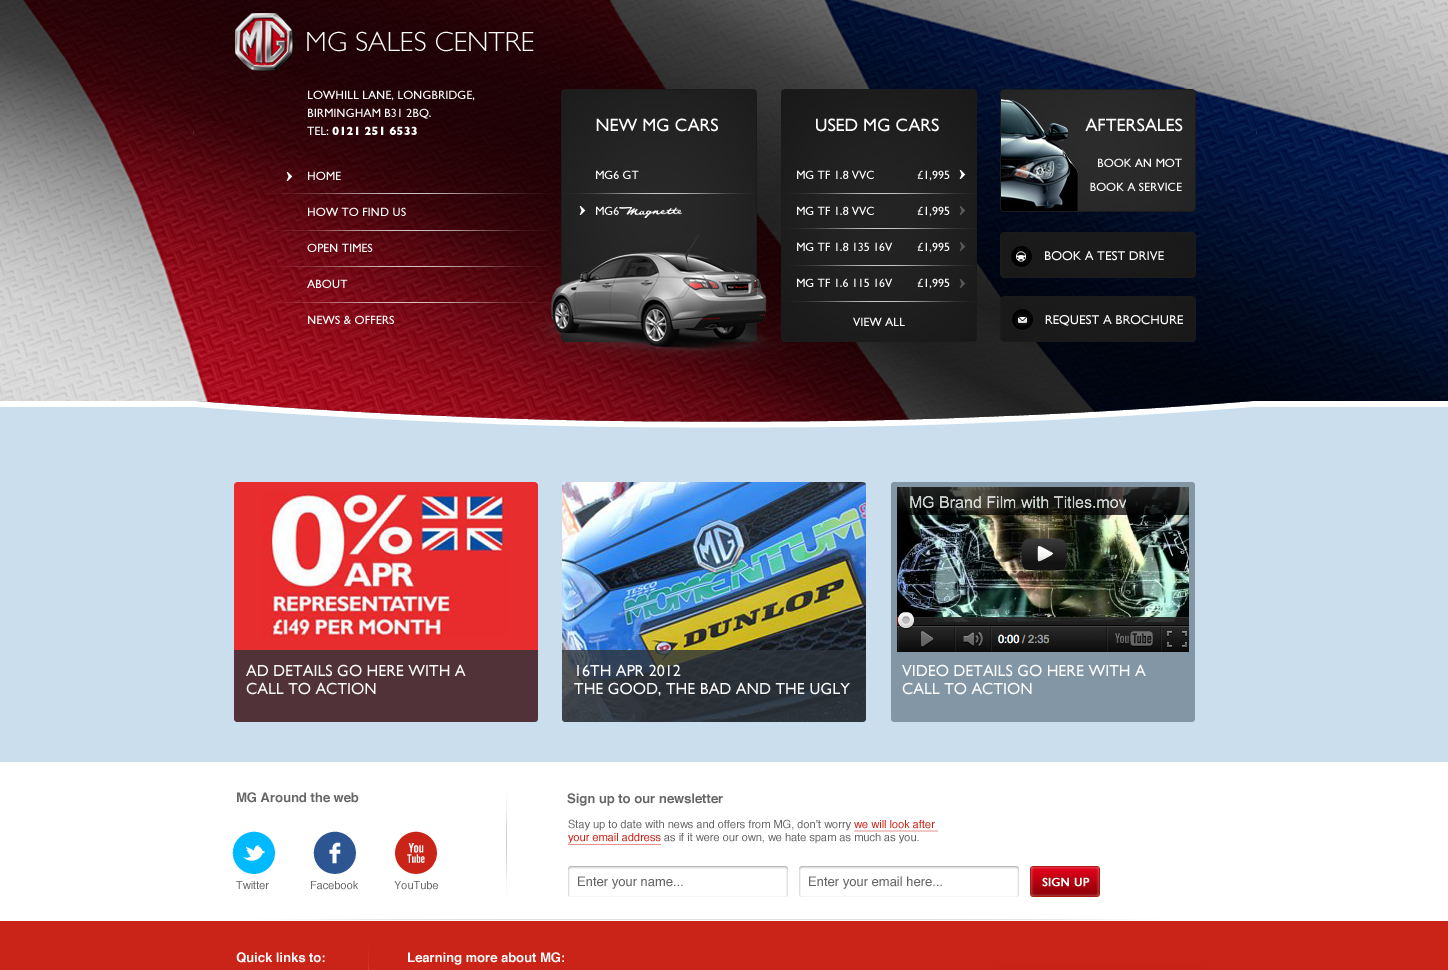 MG
MG SALES CENTRE
LOWHILL LANE, LONGBRIDGE,
BIRMINGHAM B31 2BQ.
TEL: 0121 251 6533
HOME
HOW TO FIND US
OPEN TIMES
ABOUT
NEWS & OFFERS
NEW MG CARS
MG6 GT
MG6 Magnette
USED MG CARS
MG TF 1.8 VVC £1,995
MG TF 1.8 VVC £1,995
MG TF 1.8 135 16V £1,995
MG TF 1.6 115 16V £1,995
VIEW ALL
AFTERSALES
BOOK AN MOT
BOOK A SERVICE
BOOK A TEST DRIVE
REQUEST A BROCHURE
0%
APR
REPRESENTATIVE
£149 PER MONTH
AD DETAILS GO HERE WITH A
CALL TO ACTION
MG
TESCO
MOMENTUM
DUNLOP
16TH APR 2012
THE GOOD, THE BAD AND THE UGLY
MG Brand Film with Titles.mov
0:00 / 2:35
YouTube
VIDEO DETAILS GO HERE WITH A
CALL TO ACTION
MG Around the web
You
Tube
Twitter
Facebook
YouTube
Sign up to our newsletter
Stay up to date with news and offers from MG, don't worry we will look after
your email address as if it were our own, we hate spam as much as you.
Enter your name...
Enter your email here...
SIGN UP
Quick links to:
Learning more about MG: